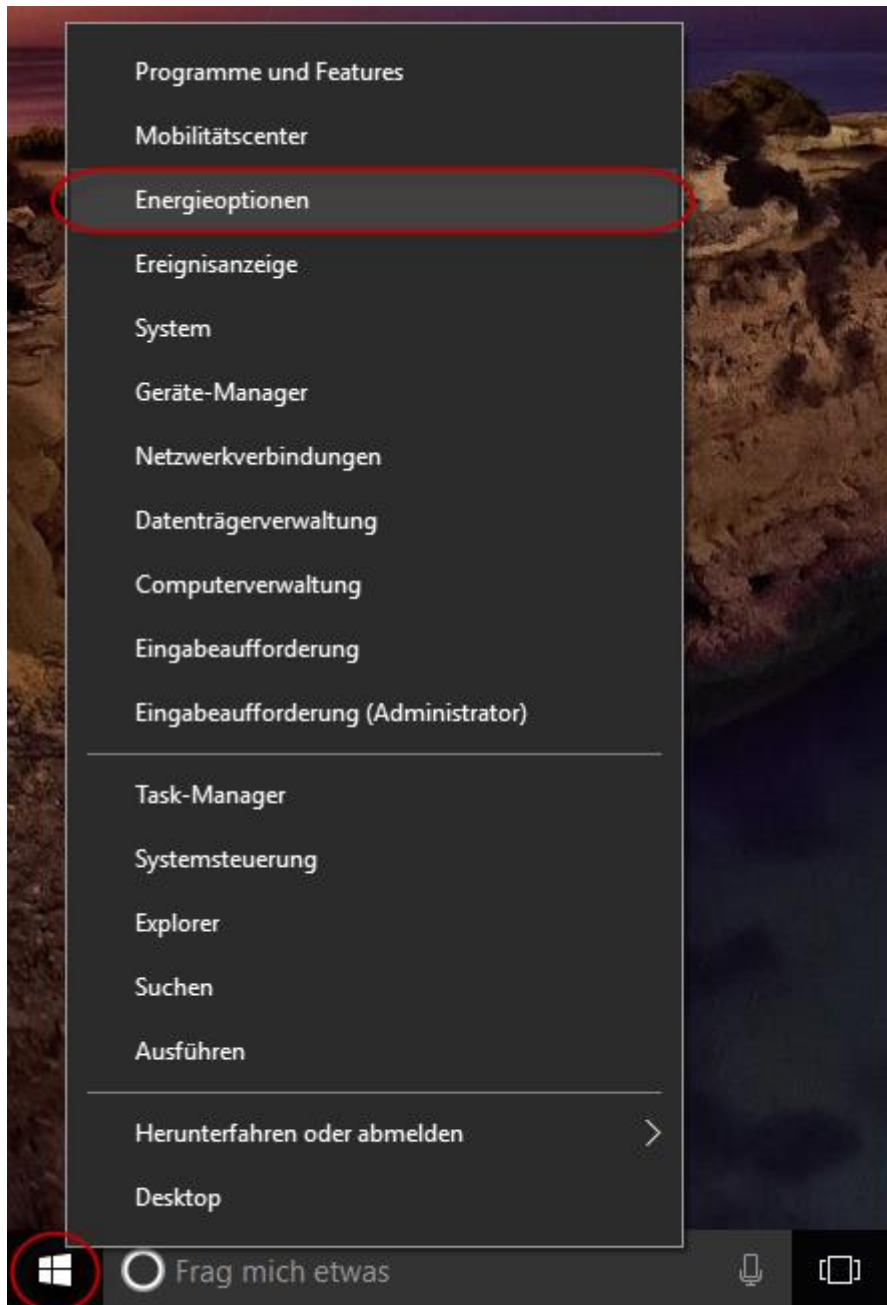 Programme und Features
Mobilitätscenter
Energieoptionen
Ereignisanzeige
System
Geräte-Manager
Netzwerkverbindungen
Datenträgerverwaltung
Computerverwaltung
Eingabeaufforderung
Eingabeaufforderung (Administrator)
Task-Manager
Systemsteuerung
Explorer
Suchen
Ausführen
Herunterfahren oder abmelden
Desktop
Frag mich etwas